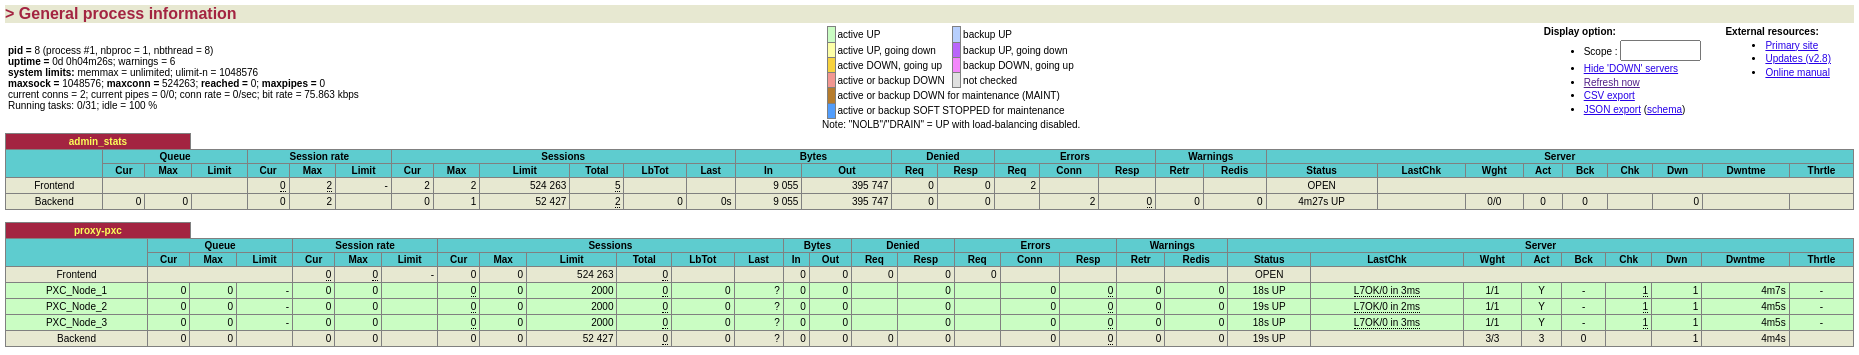 > General process information
pid = 8 (process #1, nbproc = 1, nbthread = 8)
uptime = 0d 0h04m26s; warnings = 6
system limits: memmax = unlimited; ulimit-n = 1048576
maxsock = 1048576; maxconn = 524263; reached = 0; maxpipes = 0
current conns = 2; current pipes = 0/0; conn rate = 0/sec; bit rate = 75.863 kbps
Running tasks: 0/31; idle = 100 %
active UP backup UP
active UP, going down backup UP, going down
active DOWN, going up backup DOWN, going up
active or backup DOWN not checked
active or backup DOWN for maintenance (MAINT)
active or backup SOFT STOPPED for maintenance
Note: "NOLB"/"DRAIN" = UP with load-balancing disabled.
Display option:
• Scope :
• Hide 'DOWN' servers
• Refresh now
• CSV export
• JSON export (schema)
External resources:
• Primary site
• Updates (v2.8)
• Online manual
admin_stats
Queue Session rate Sessions Bytes Denied Errors Warnings Server
Cur Max Limit Cur Max Limit Cur Max Limit Total LbTot Last In Out Req Resp Req Conn Resp Retr Redis Status LastChk Wght Act Bck Chk Dwn Dwntme Thrtle
Frontend 0 2 - 2 2 524 263 5 9 055 395 747 0 0 2 OPEN
Backend 0 0 0 2 0 1 52 427 2 0 0s 9 055 395 747 0 0 2 0 0 0 4m27s UP 0/0 0 0 0
proxy-pxc
Queue Session rate Sessions Bytes Denied Errors Warnings Server
Cur Max Limit Cur Max Limit Cur Max Limit Total LbTot Last In Out Req Resp Req Conn Resp Retr Redis Status LastChk Wght Act Bck Chk Dwn Dwntme Thrtle
Frontend 0 0 - 0 0 524 263 0 0 0 0 0 0 OPEN
PXC_Node_1 0 0 - 0 0 0 0 2000 0 0 ? 0 0 0 0 0 0 0 18s UP L7OK/0 in 3ms 1/1 Y - 1 1 4m7s -
PXC_Node_2 0 0 - 0 0 0 0 2000 0 0 ? 0 0 0 0 0 0 0 19s UP L7OK/0 in 2ms 1/1 Y - 1 1 4m5s -
PXC_Node_3 0 0 - 0 0 0 0 2000 0 0 ? 0 0 0 0 0 0 0 18s UP L7OK/0 in 3ms 1/1 Y - 1 1 4m5s -
Backend 0 0 0 0 0 0 52 427 0 0 ? 0 0 0 0 0 0 0 0 19s UP 3/3 3 0 1 4m4s